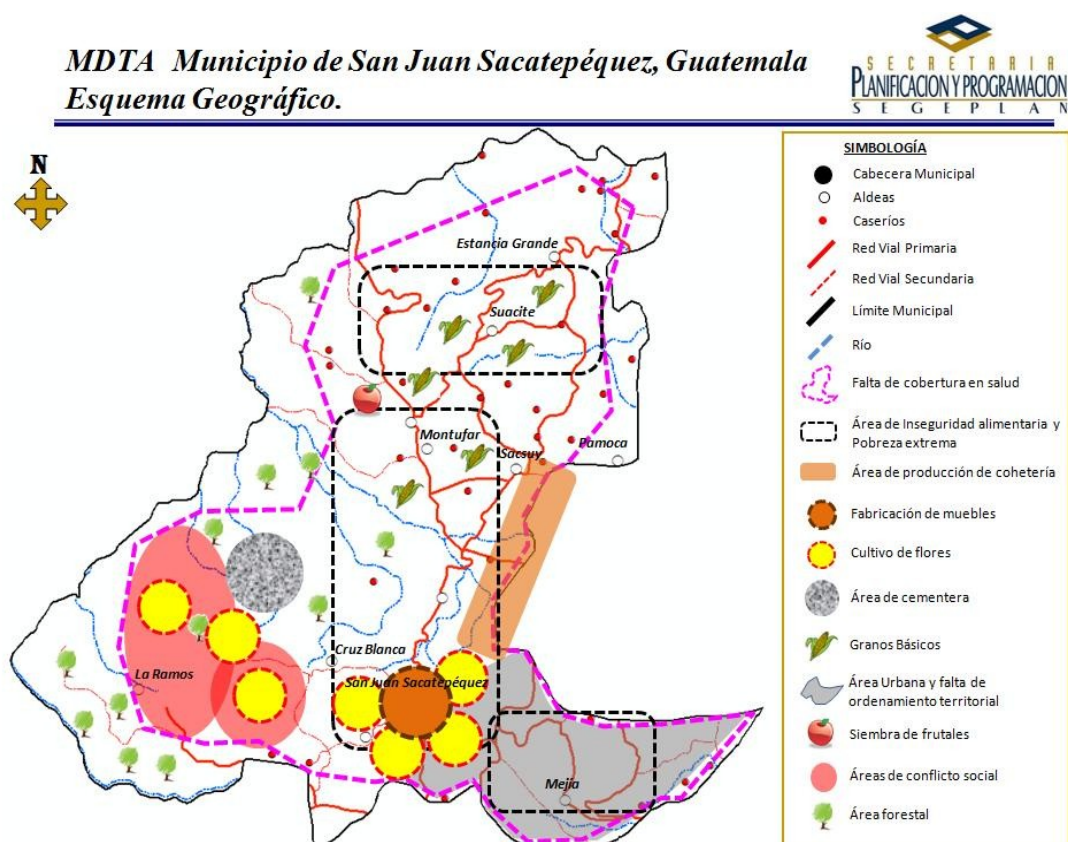 MDTA Municipio de San Juan Sacatepéquez, Guatemala
Esquema Geográfico.
SECRETARIA
PLANIFICACION Y PROGRAMACION
SEGEPLAN
N
Estancia Grande
Suacite
Montufar
Sacsuy
Pamoca
Cruz Blanca
La Ramos
San Juan Sacatepéquez
Mejía
SIMBOLOGÍA
Cabecera Municipal
Aldeas
Caseríos
Red Vial Primaria
Red Vial Secundaria
Límite Municipal
Río
Falta de cobertura en salud
Área de Inseguridad alimentaria y
Pobreza extrema
Área de producción de cohetería
Fabricación de muebles
Cultivo de flores
Área de cementera
Granos Básicos
Área Urbana y falta de
ordenamiento territorial
Siembra de frutales
Áreas de conflicto social
Área forestal